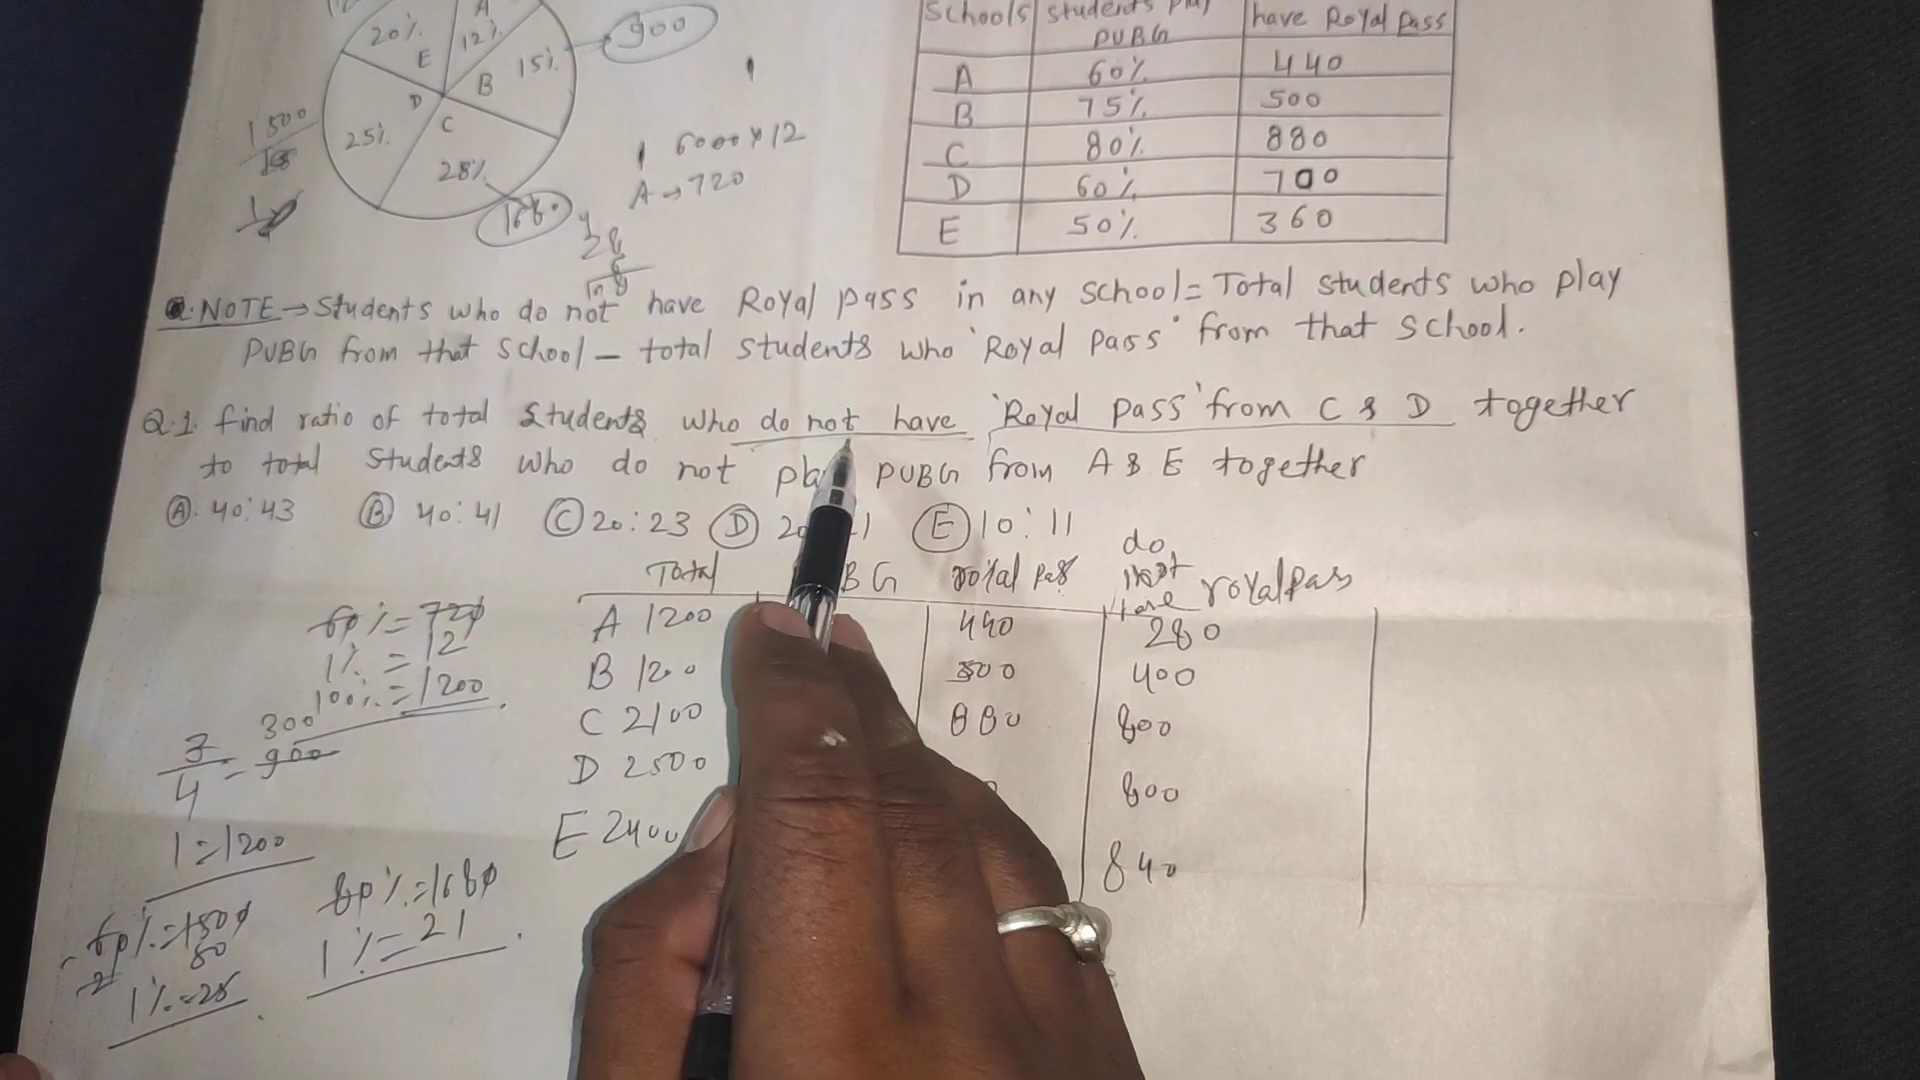 20% A 12% 900
E 15%
B
D C
25% 28%
1500
6000×12
A→720
1680
28
Schools students play PUBG have Royal Pass
A 60% 440
B 75% 500
C 80% 880
D 60% 700
E 50% 360
Q. NOTE → Students who do not have Royal pass in any school = Total students who play
PUBG from that school – total students who 'Royal Pass' from that school.
Q.1. find ratio of total students who do not have 'Royal pass' from C & D together
to total students who do not play PUBG from A & E together
A. 40:43 B 40:41 C 20:23 D E 10:11
Total BG royal pas do not have royal pass
A 1200 440 280
B 1200 500 400
C 2100 880 800
D 2500 800
E 2400 840
60% = 720
1% = 12
100% = 1200
3/4 = 900 300
1 = 1200
60% = 1500
1% = 25
80% = 1680
1% = 21